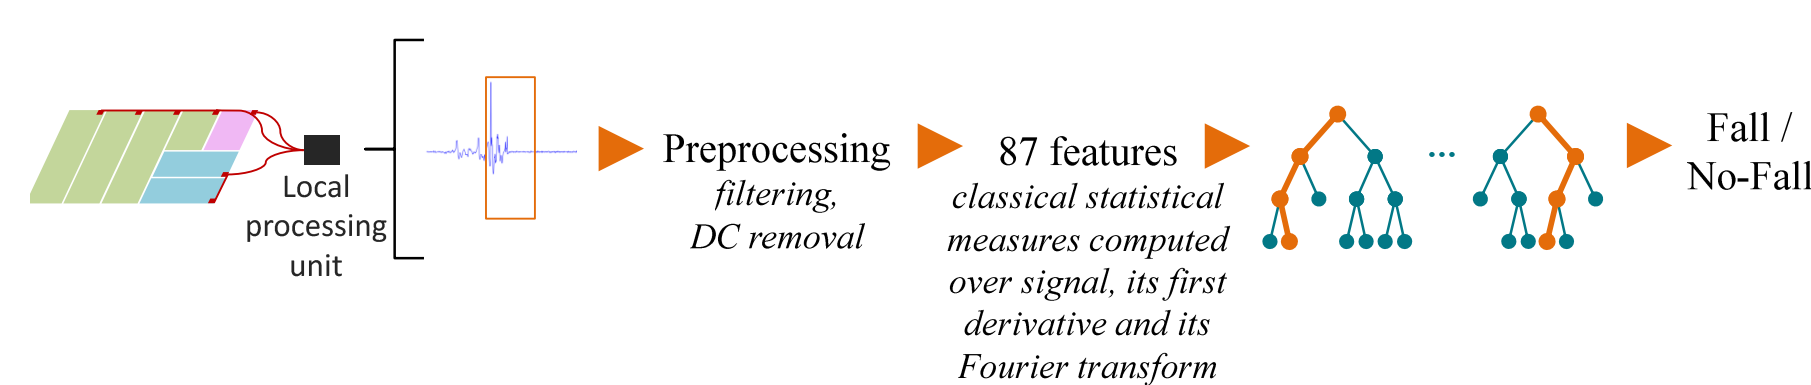 Local
processing
unit
Preprocessing
filtering,
DC removal
87 features
classical statistical
measures computed
over signal, its first
derivative and its
Fourier transform
...
Fall /
No-Fall